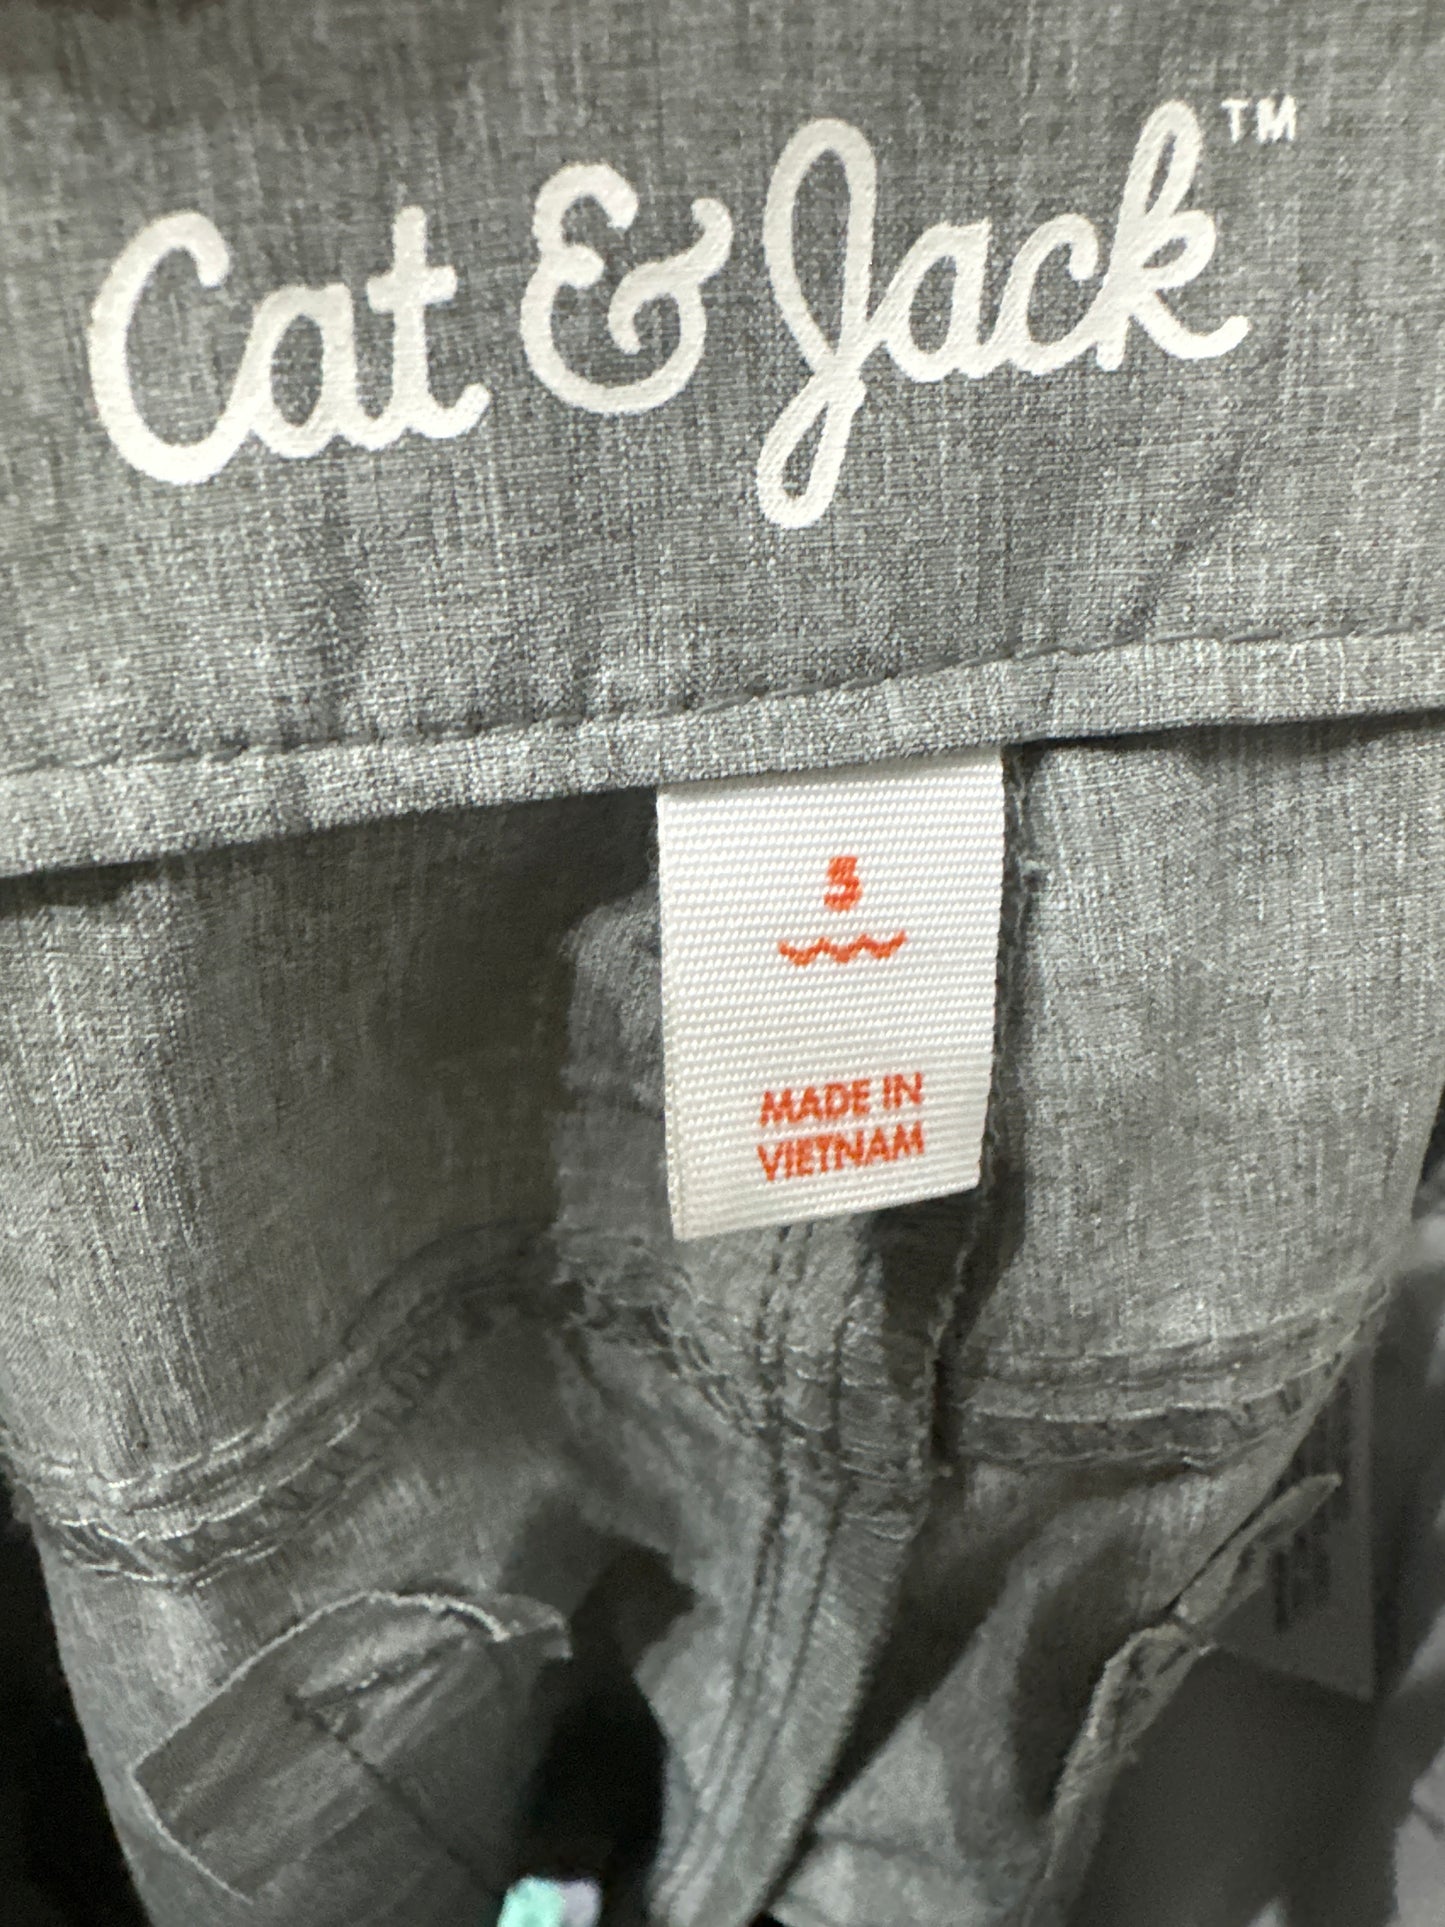 Cat & Jack™
5
MADE IN
VIETNAM